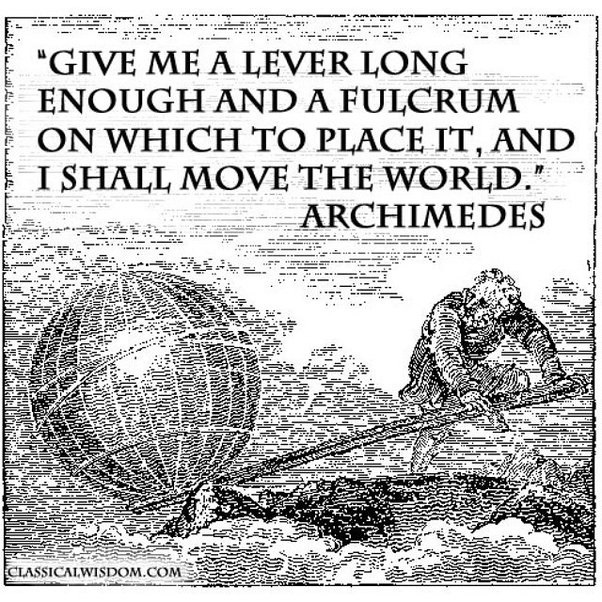 "GIVE ME A LEVER LONG
ENOUGH AND A FULCRUM
ON WHICH TO PLACE IT, AND
I SHALL MOVE THE WORLD."
ARCHIMEDES
CLASSICALWISDOM.COM